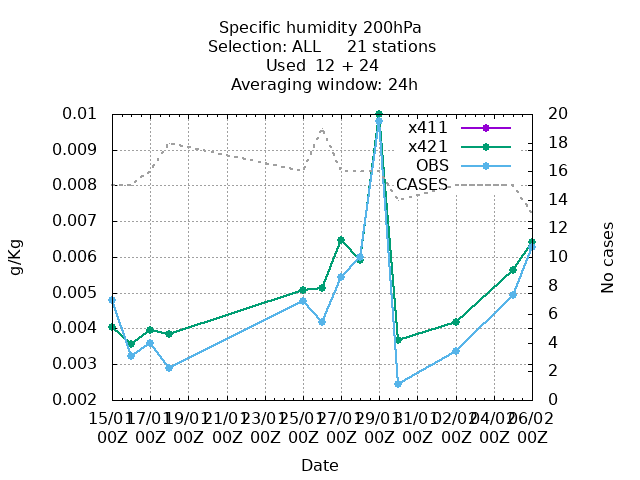 Specific humidity 200hPa
Selection: ALL 21 stations
Used 12 + 24
Averaging window: 24h
0.01
0.009
0.008
0.007
0.006
0.005
0.004
0.003
0.002
g/Kg
x411
x421
OBS
CASES
20
18
16
14
12
10
8
6
4
2
0
No cases
15/01 17/01 19/01 21/01 23/01 25/01 27/01 29/01 31/01 02/02 04/02 06/02
00Z 00Z 00Z 00Z 00Z 00Z 00Z 00Z 00Z 00Z 00Z 00Z
Date